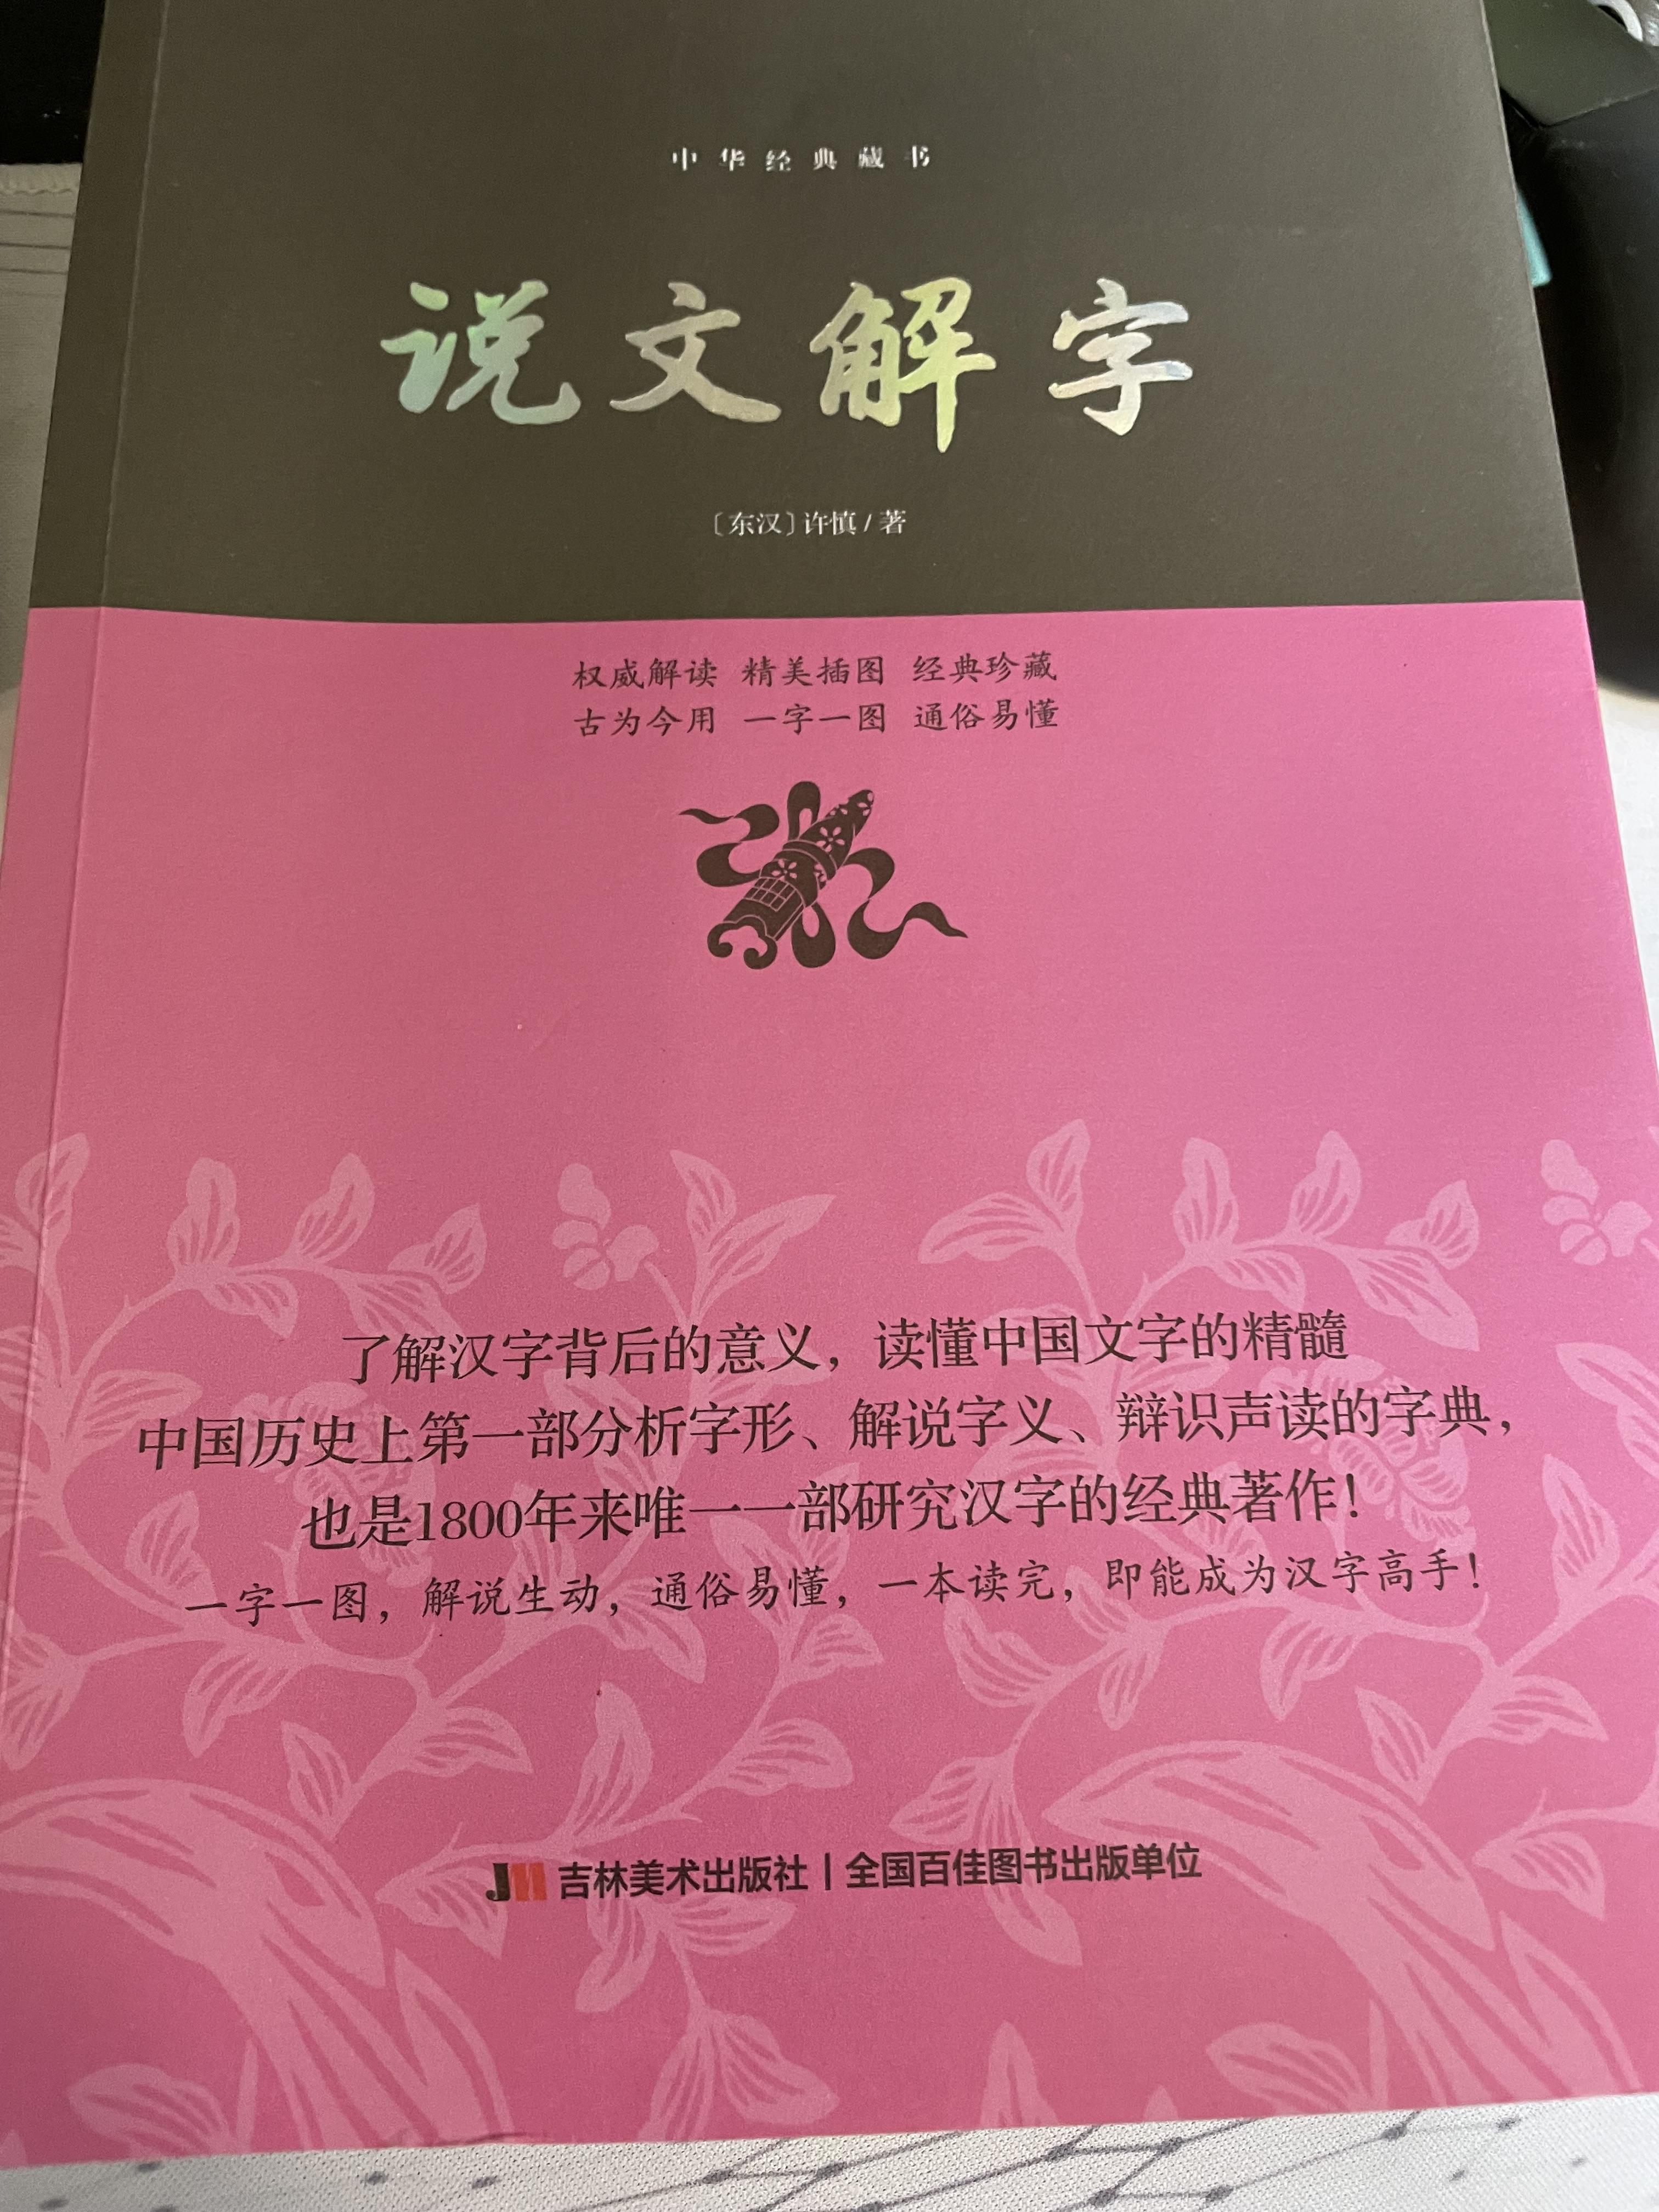 中华经典藏书
说文解字
〔东汉〕许慎/著
权威解读 精美插图 经典珍藏
古为今用 一字一图 通俗易懂
了解汉字背后的意义，读懂中国文字的精髓
中国历史上第一部分析字形、解说字义、辩识声读的字典，
也是1800年来唯一一部研究汉字的经典著作！
一字一图，解说生动，通俗易懂，一本读完，即能成为汉字高手！
JM 吉林美术出版社|全国百佳图书出版单位